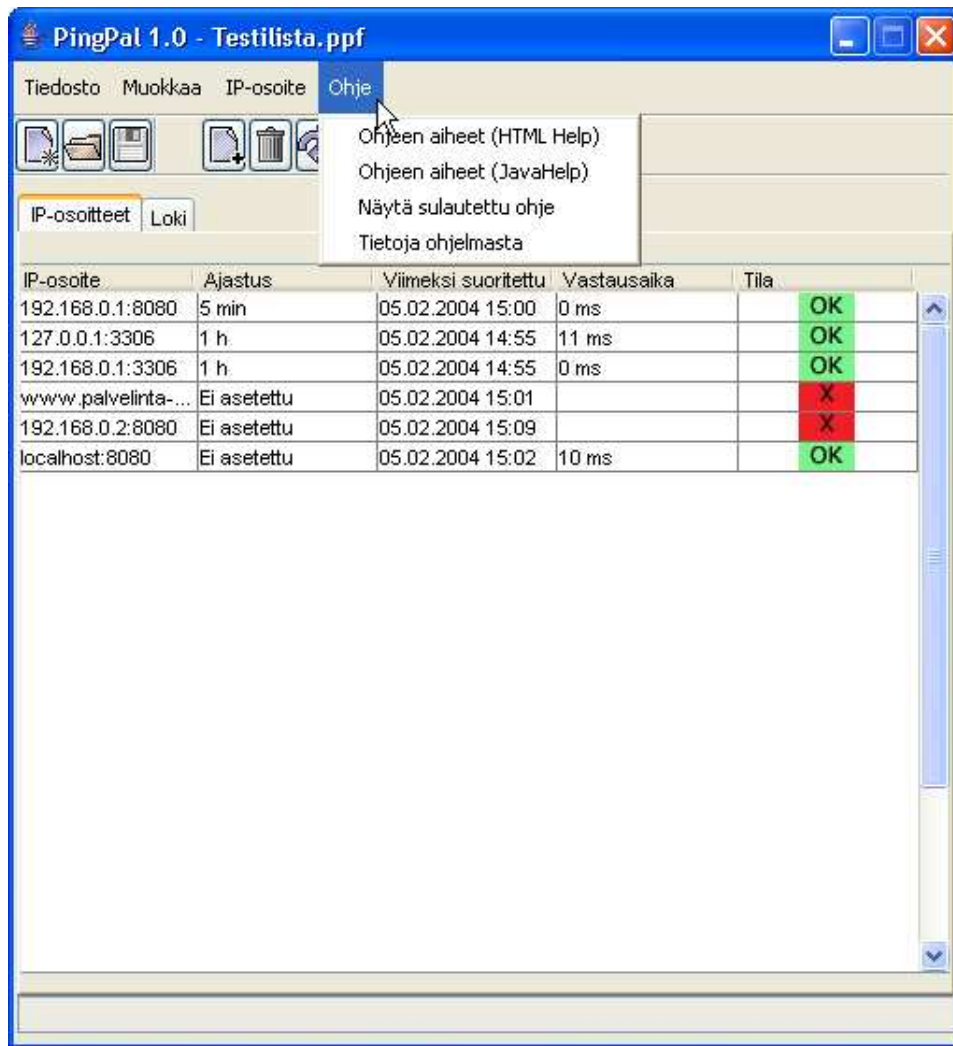 PingPal 1.0 - Testilista.ppf
Tiedosto Muokkaa IP-osoite Ohje
Ohjeen aiheet (HTML Help)
Ohjeen aiheet (JavaHelp)
Näytä sulautettu ohje
Tietoja ohjelmasta
IP-osoitteet Loki
IP-osoite Ajastus Viimeksi suoritettu Vastausaika Tila
192.168.0.1:8080 5 min 05.02.2004 15:00 0 ms OK
127.0.0.1:3306 1 h 05.02.2004 14:55 11 ms OK
192.168.0.1:3306 1 h 05.02.2004 14:55 0 ms OK
www.palvelinta-... Ei asetettu 05.02.2004 15:01 X
192.168.0.2:8080 Ei asetettu 05.02.2004 15:09 X
localhost:8080 Ei asetettu 05.02.2004 15:02 10 ms OK